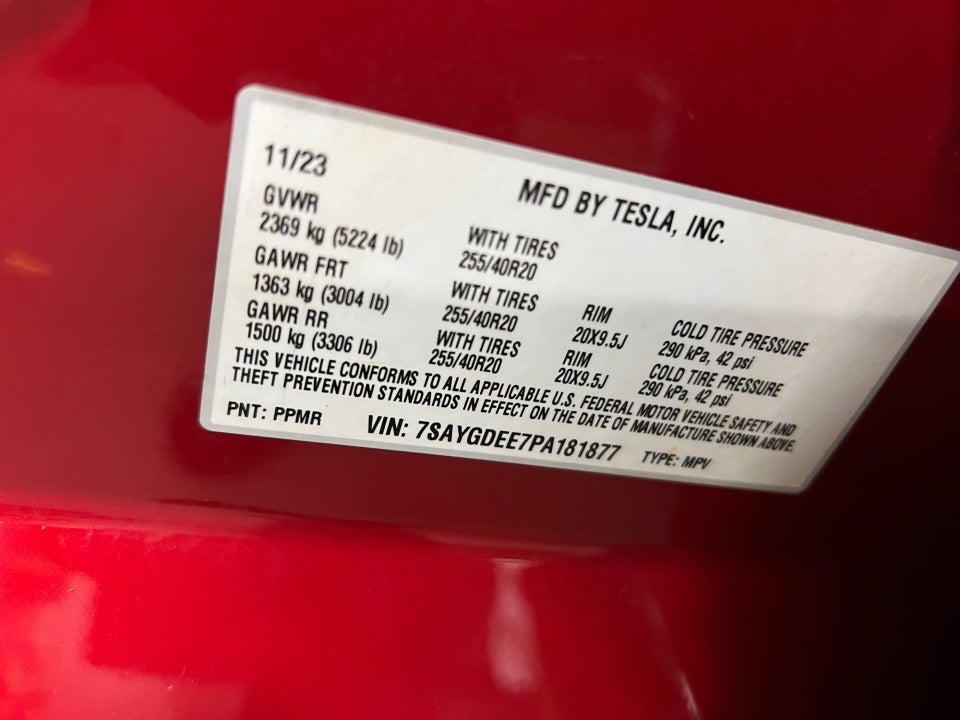 11/23
MFD BY TESLA, INC.
GVWR
2369 kg (5224 lb)
WITH TIRES
255/40R20
GAWR FRT
1363 kg (3004 lb)
WITH TIRES
255/40R20
RIM
20X9.5J
COLD TIRE PRESSURE
290 kPa, 42 psi
GAWR RR
1500 kg (3306 lb)
WITH TIRES
255/40R20
RIM
20X9.5J
COLD TIRE PRESSURE
290 kPa, 42 psi
THIS VEHICLE CONFORMS TO ALL APPLICABLE U.S. FEDERAL MOTOR VEHICLE SAFETY AND
THEFT PREVENTION STANDARDS IN EFFECT ON THE DATE OF MANUFACTURE SHOWN ABOVE.
PNT: PPMR VIN: 7SAYGDEE7PA181877 TYPE: MPV